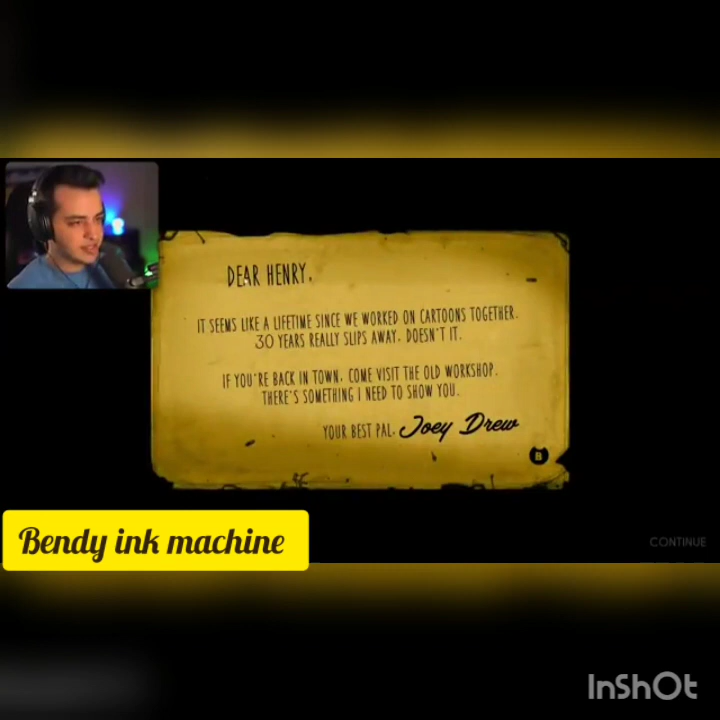 DEAR HENRY,
IT SEEMS LIKE A LIFETIME SINCE WE WORKED ON CARTOONS TOGETHER.
30 YEARS REALLY SLIPS AWAY, DOESN'T IT.
IF YOU'RE BACK IN TOWN, COME VISIT THE OLD WORKSHOP.
THERE'S SOMETHING I NEED TO SHOW YOU.
YOUR BEST PAL, Joey Drew
B
CONTINUE
Bendy ink machine
InShOt